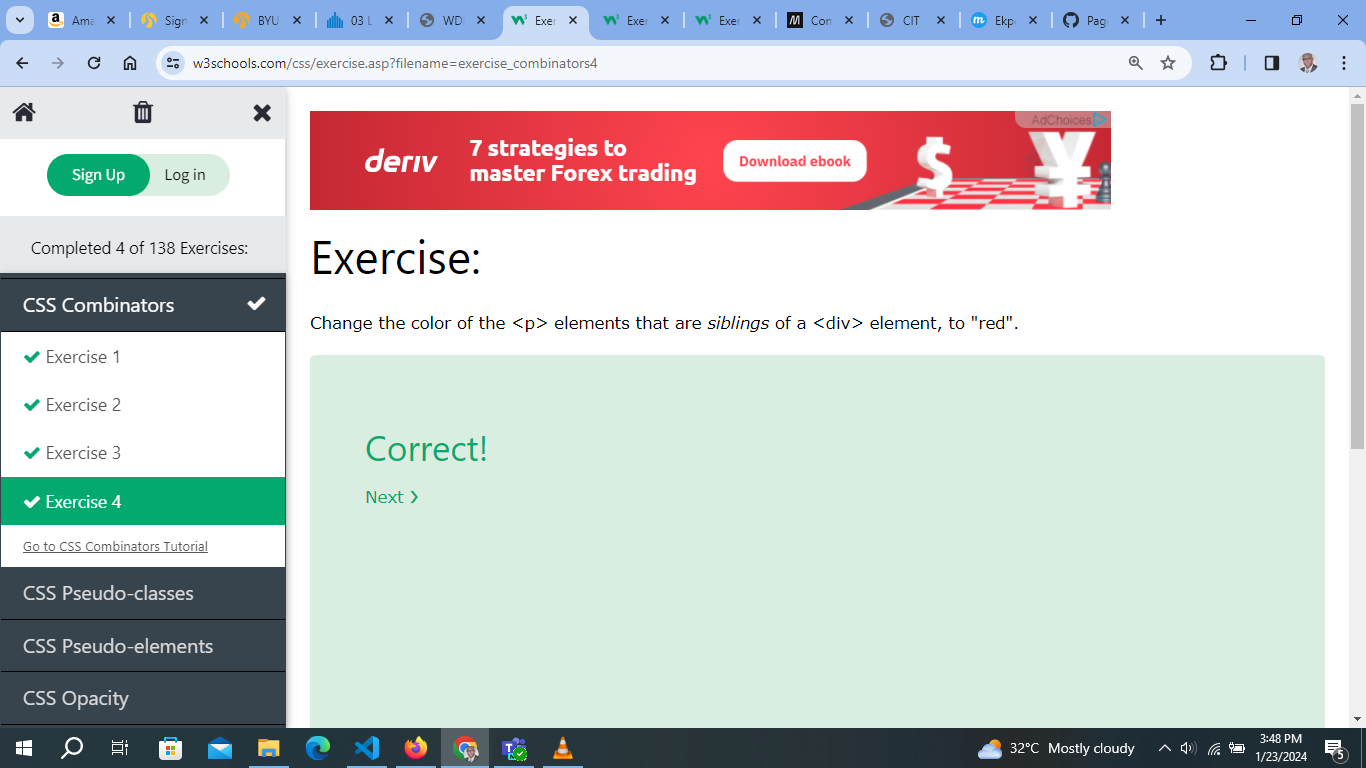 Ama
Sign
BYU
03 L
WD
Exer
Exer
Exer
Con
CIT
Ekp
Page
w3schools.com/css/exercise.asp?filename=exercise_combinators4
Sign Up
Log in
Completed 4 of 138 Exercises:
CSS Combinators
Exercise 1
Exercise 2
Exercise 3
Exercise 4
Go to CSS Combinators Tutorial
CSS Pseudo-classes
CSS Pseudo-elements
CSS Opacity
AdChoices
deriv
7 strategies to
master Forex trading
Download ebook
$ ¥
Exercise:
Change the color of the <p> elements that are siblings of a <div> element, to "red".
Correct!
Next ❯
32°C Mostly cloudy
3:48 PM
1/23/2024
5